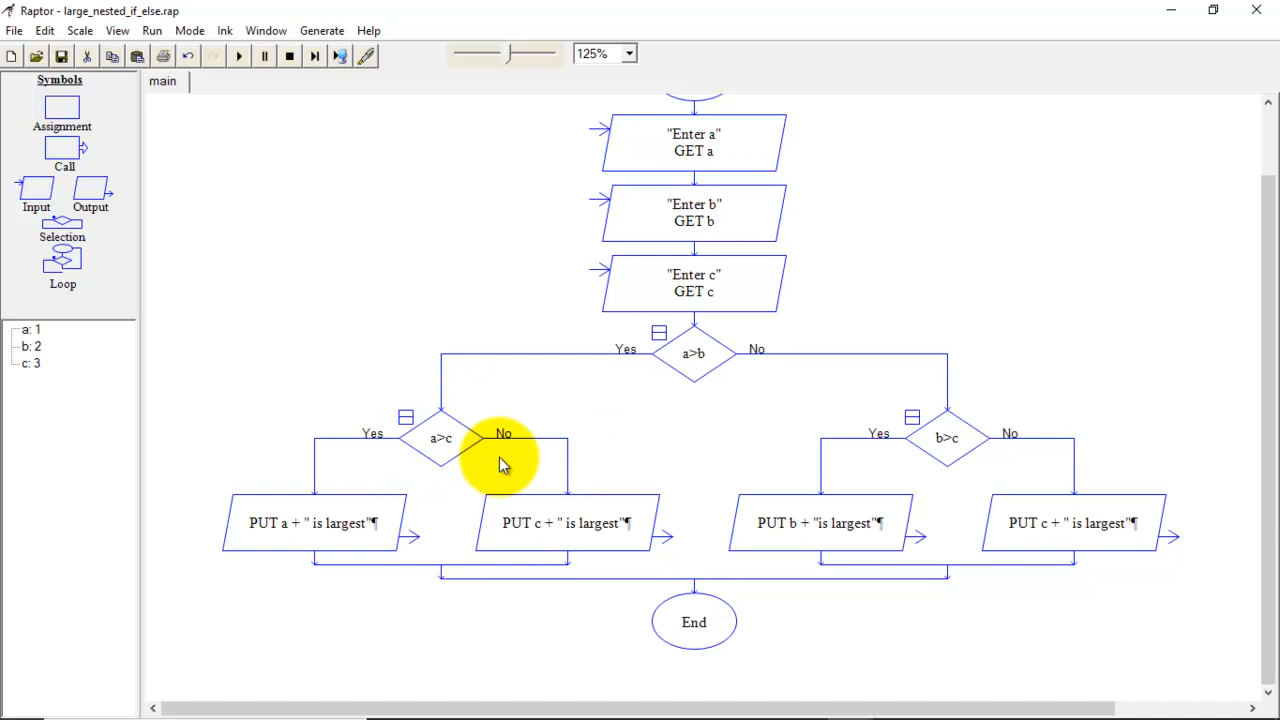 Raptor - large_nested_if_else.rap
File Edit Scale View Run Mode Ink Window Generate Help
125%
Symbols
main
Assignment
Call
Input Output
Selection
Loop
a: 1
b: 2
c: 3
"Enter a"
GET a
"Enter b"
GET b
"Enter c"
GET c
Yes a>b No
Yes a>c No
Yes b>c No
PUT a + " is largest"¶
PUT c + " is largest"¶
PUT b + "is largest"¶
PUT c + " is largest"¶
End